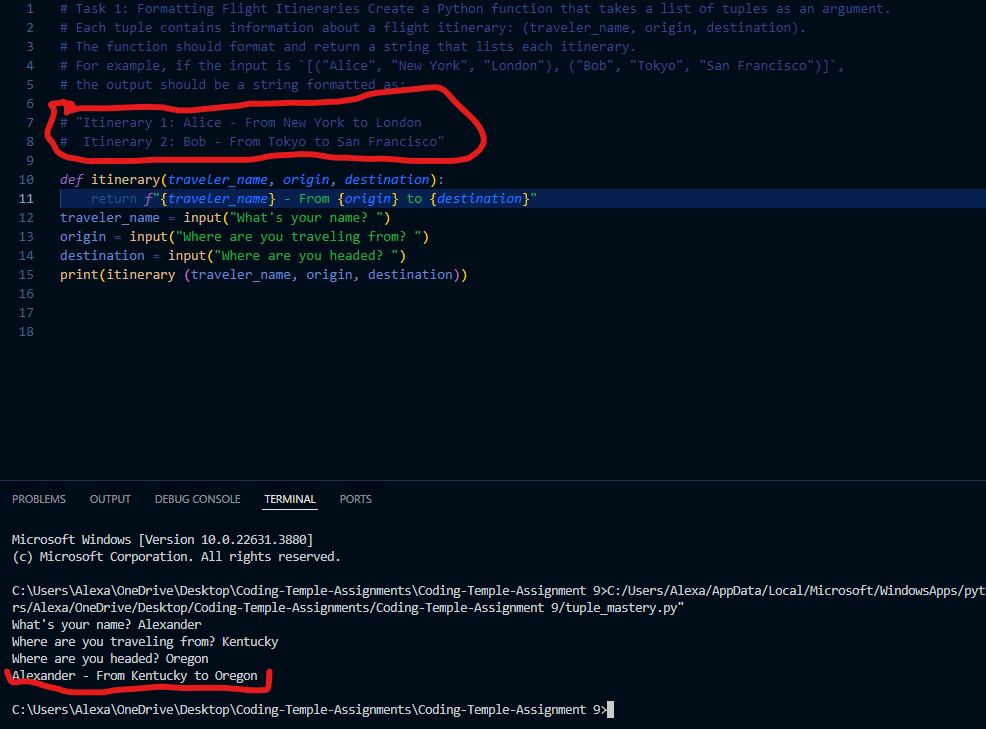 1 # Task 1: Formatting Flight Itineraries Create a Python function that takes a list of tuples as an argument.
2 # Each tuple contains information about a flight itinerary: (traveler_name, origin, destination).
3 # The function should format and return a string that lists each itinerary.
4 # For example, if the input is `[("Alice", "New York", "London"), ("Bob", "Tokyo", "San Francisco")]`,
5 # the output should be a string formatted as:
6
7 # "Itinerary 1: Alice - From New York to London
8 #  Itinerary 2: Bob - From Tokyo to San Francisco"
9
10 def itinerary(traveler_name, origin, destination):
11     return f"{traveler_name} - From {origin} to {destination}"
12 traveler_name = input("What's your name? ")
13 origin = input("Where are you traveling from? ")
14 destination = input("Where are you headed? ")
15 print(itinerary (traveler_name, origin, destination))
16
17
18
PROBLEMS OUTPUT DEBUG CONSOLE TERMINAL PORTS
Microsoft Windows [Version 10.0.22631.3880]
(c) Microsoft Corporation. All rights reserved.
C:\Users\Alexa\OneDrive\Desktop\Coding-Temple-Assignments\Coding-Temple-Assignment 9>C:/Users/Alexa/AppData/Local/Microsoft/WindowsApps/pyt
rs/Alexa/OneDrive/Desktop/Coding-Temple-Assignments/Coding-Temple-Assignment 9/tuple_mastery.py"
What's your name? Alexander
Where are you traveling from? Kentucky
Where are you headed? Oregon
Alexander - From Kentucky to Oregon
C:\Users\Alexa\OneDrive\Desktop\Coding-Temple-Assignments\Coding-Temple-Assignment 9>